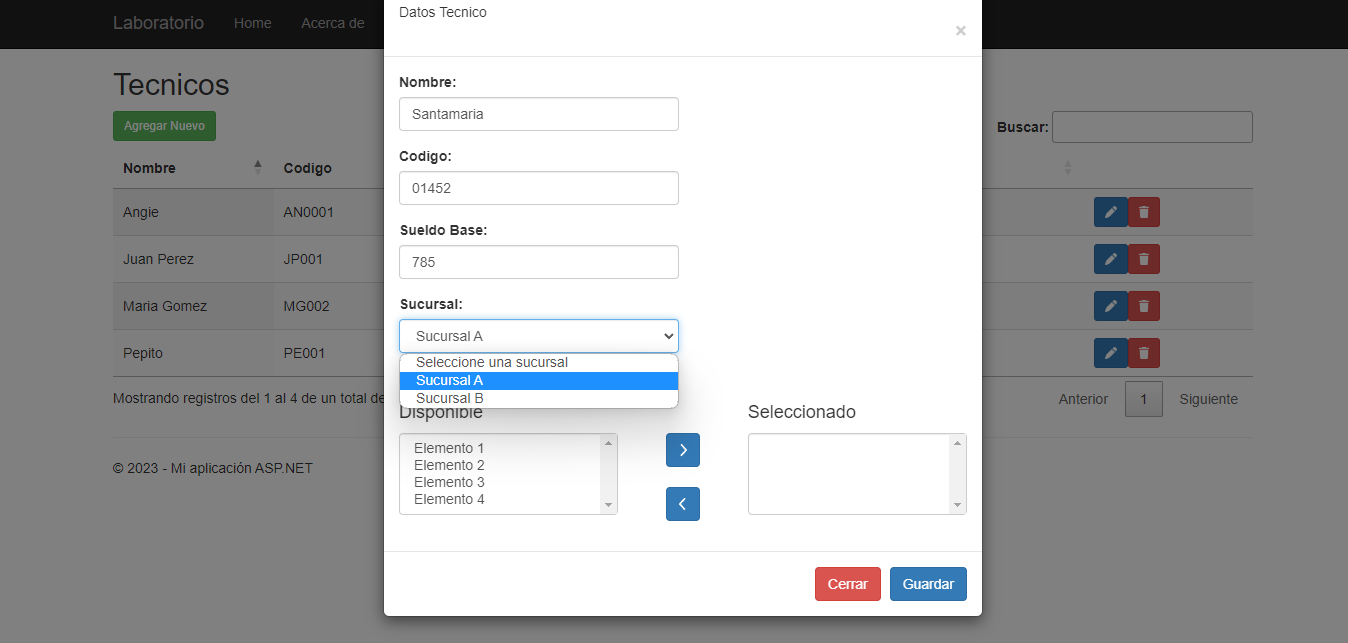 Laboratorio Home Acerca de
Datos Tecnico
×
Tecnicos
Agregar Nuevo
Buscar:
Nombre Codigo
Angie AN0001
Juan Perez JP001
Maria Gomez MG002
Pepito PE001
Mostrando registros del 1 al 4 de un total de
Anterior 1 Siguiente
© 2023 - Mi aplicación ASP.NET
Nombre:
Santamaria
Codigo:
01452
Sueldo Base:
785
Sucursal:
Sucursal A
Seleccione una sucursal
Sucursal A
Sucursal B
Disponible
Elemento 1
Elemento 2
Elemento 3
Elemento 4
Seleccionado
Cerrar Guardar